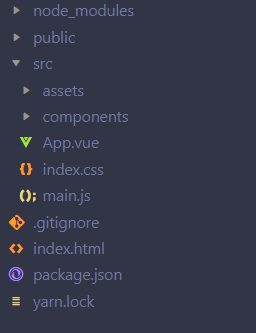 node_modules
public
src
assets
components
App.vue
index.css
main.js
.gitignore
index.html
package.json
yarn.lock